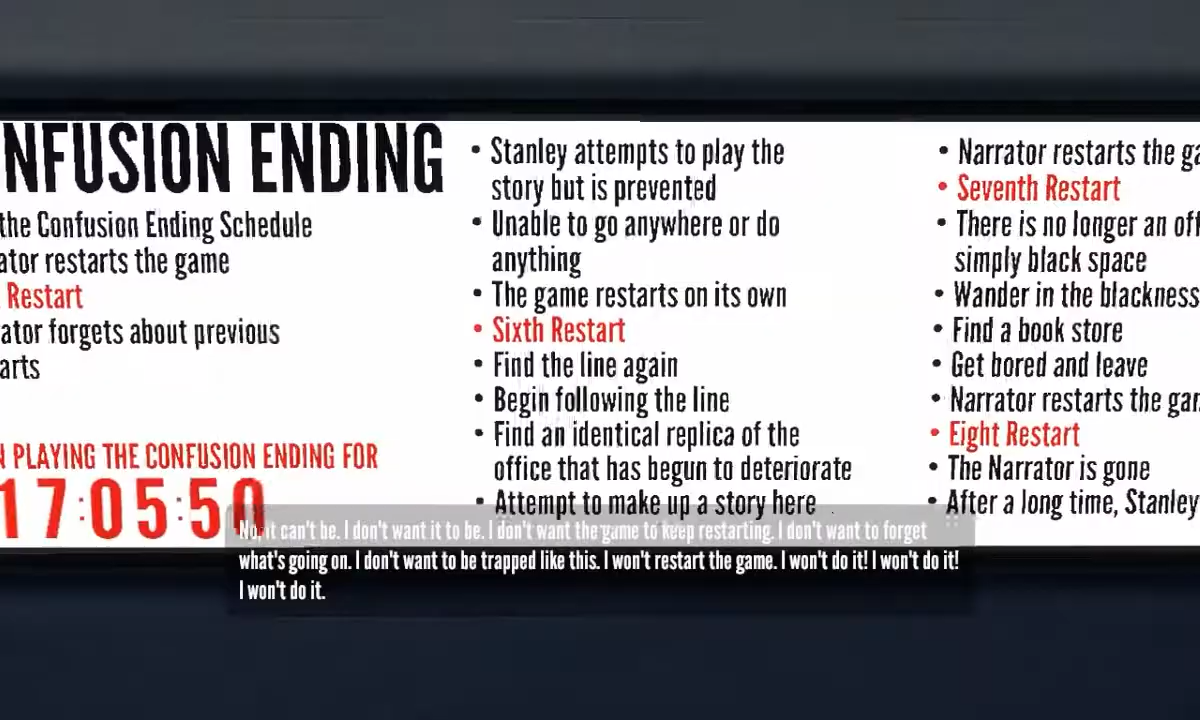 NFUSION ENDING
the Confusion Ending Schedule
ator restarts the game
Restart
ator forgets about previous
arts
N PLAYING THE CONFUSION ENDING FOR
17:05:50
• Stanley attempts to play the
story but is prevented
• Unable to go anywhere or do
anything
• The game restarts on its own
• Sixth Restart
• Find the line again
• Begin following the line
• Find an identical replica of the
office that has begun to deteriorate
• Attempt to make up a story here
• Narrator restarts the ga
• Seventh Restart
• There is no longer an off
simply black space
• Wander in the blackness
• Find a book store
• Get bored and leave
• Narrator restarts the gam
• Eight Restart
• The Narrator is gone
• After a long time, Stanley
No, it can't be. I don't want it to be. I don't want the game to keep restarting. I don't want to forget
what's going on. I don't want to be trapped like this. I won't restart the game. I won't do it! I won't do it!
I won't do it.